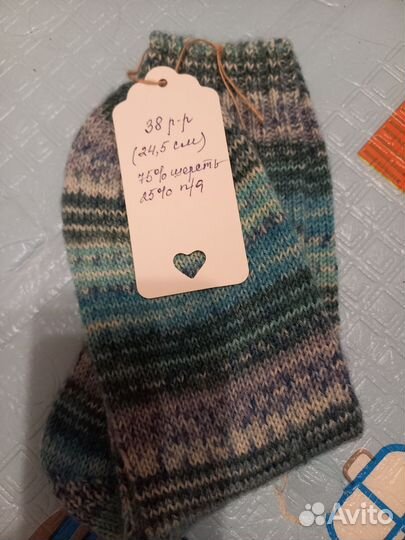 38 р-р
(24,5 см)
75% шерсть
25% п/а
Avito